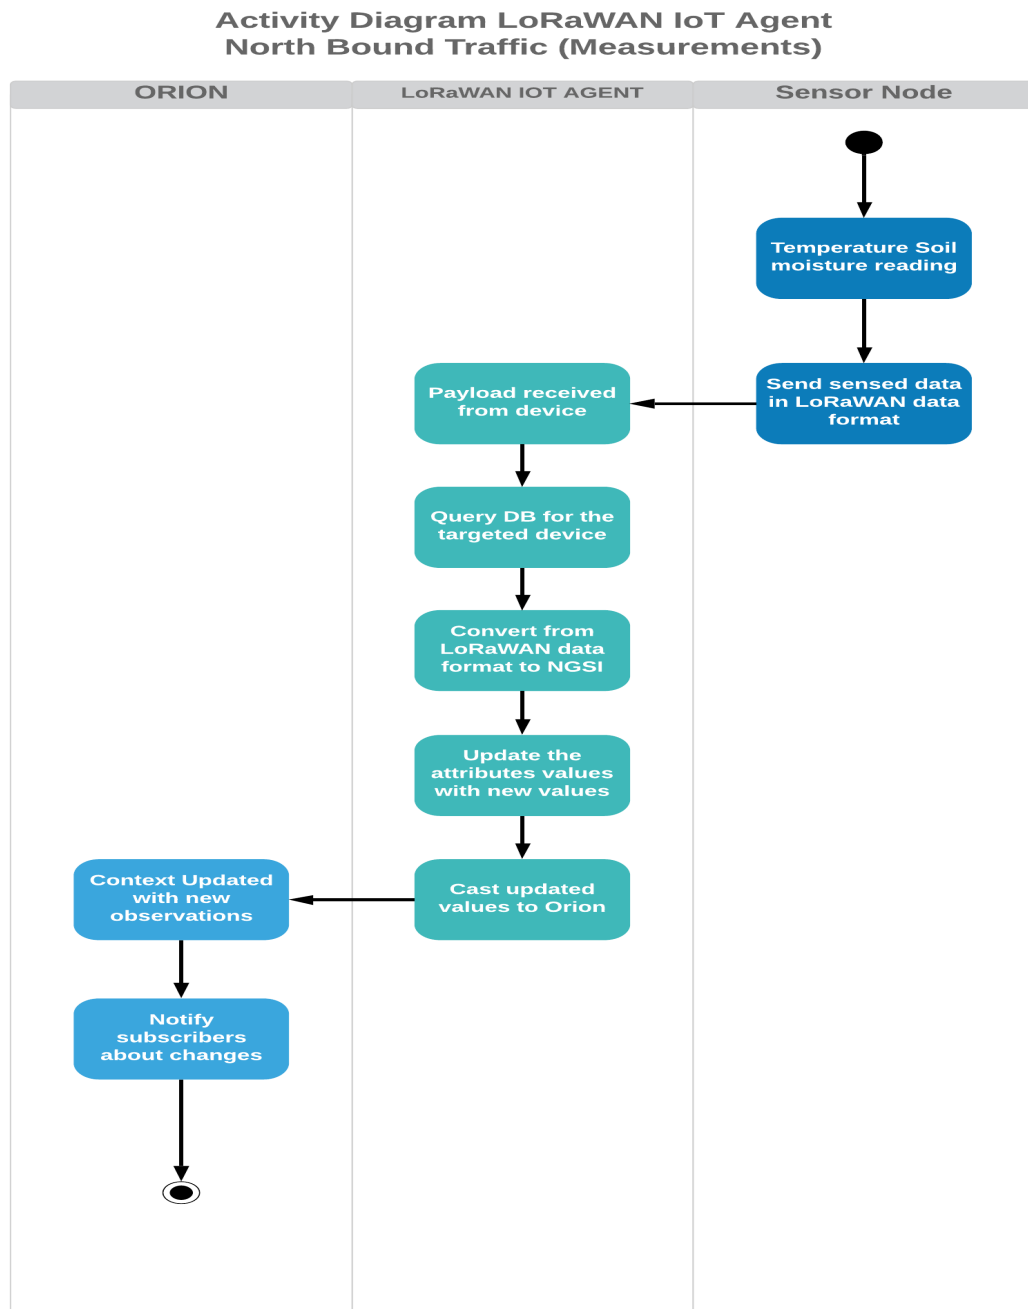 Activity Diagram LoRaWAN IoT Agent
North Bound Traffic (Measurements)
ORION
LoRaWAN IOT AGENT
Sensor Node
Temperature Soil
moisture reading
Send sensed data
in LoRaWAN data
format
Payload received
from device
Query DB for the
targeted device
Convert from
LoRaWAN data
format to NGSI
Update the
attributes values
with new values
Cast updated
values to Orion
Context Updated
with new
observations
Notify
subscribers
about changes